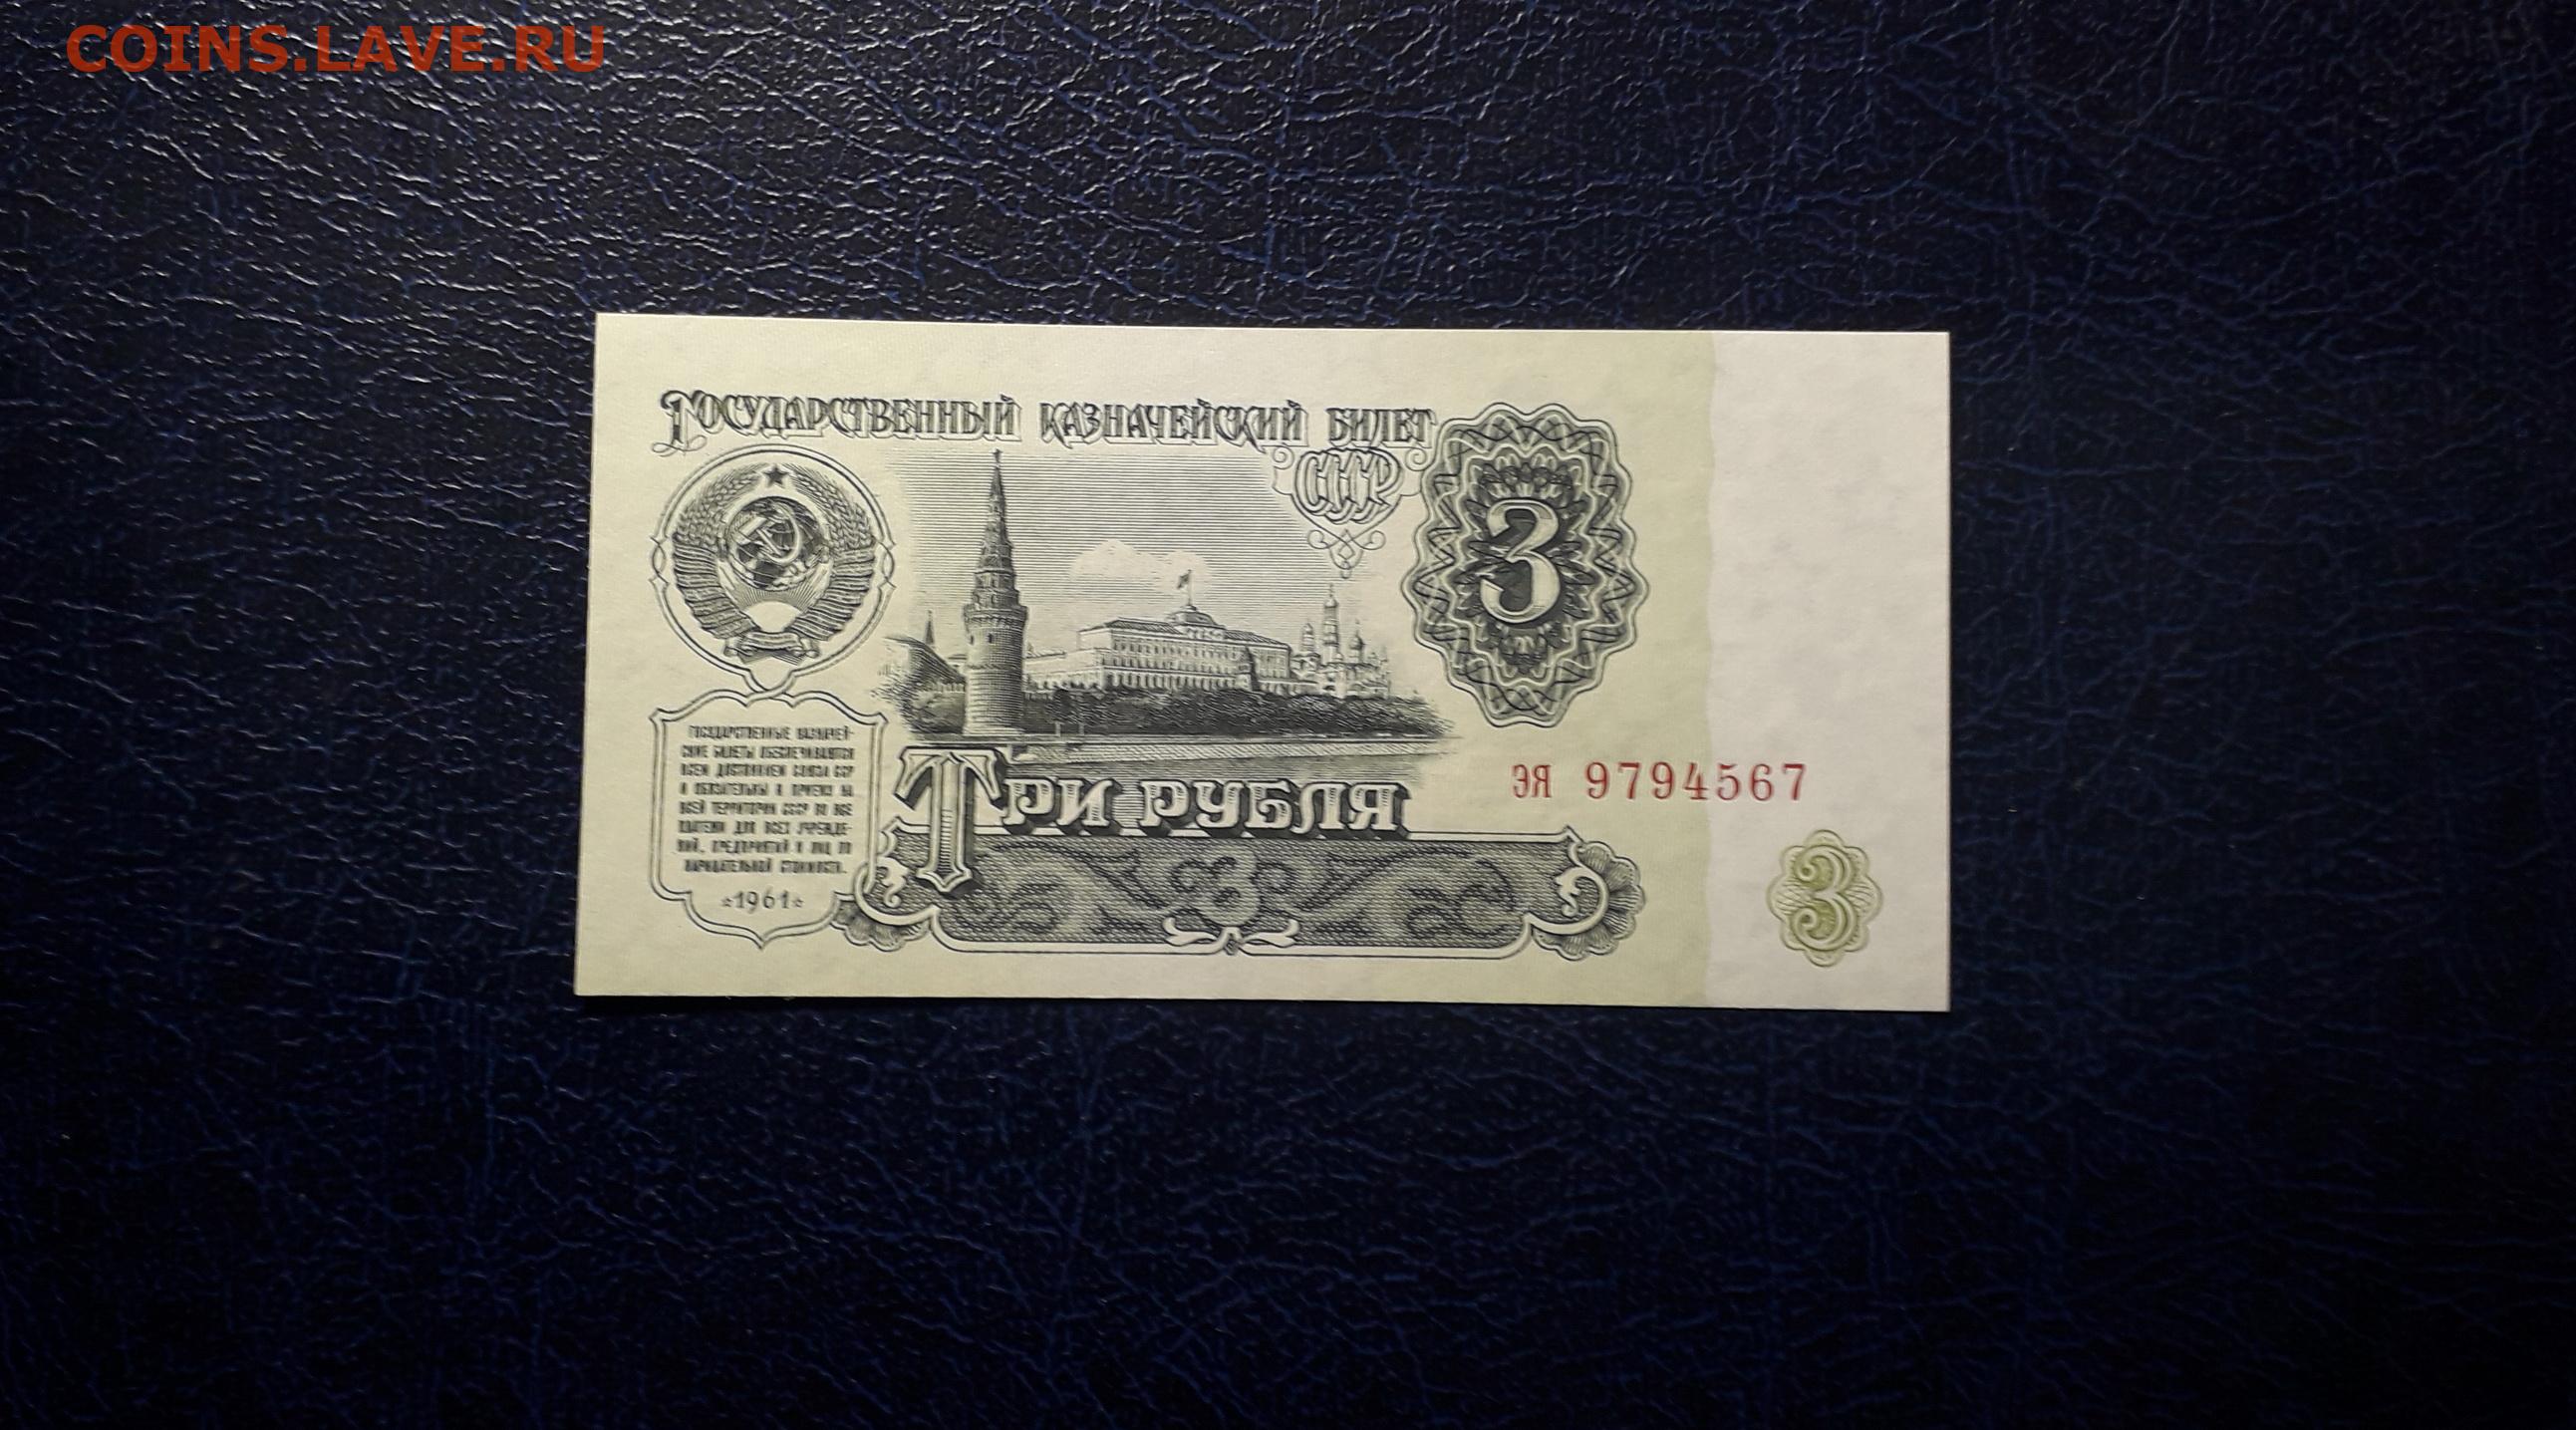 COINS.LAVE.RU
ГОСУДАРСТВЕННЫЙ КАЗНАЧЕЙСКИЙ БИЛЕТ
СССР
3
ГОСУДАРСТВЕННЫЕ КАЗНАЧЕЙ-
СКИЕ БИЛЕТЫ ОБЕСПЕЧИВАЮТСЯ
ВСЕМ ДОСТОЯНИЕМ СОЮЗА ССР
И ОБЯЗАТЕЛЬНЫ К ПРИЕМУ НА
ВСЕЙ ТЕРРИТОРИИ СССР ВО ВСЕ
ПЛАТЕЖИ ДЛЯ ВСЕХ УЧРЕЖДЕ-
НИЙ, ПРЕДПРИЯТИЙ И ЛИЦ ПО
НАРИЦАТЕЛЬНОЙ СТОИМОСТИ.
*1961*
ТРИ РУБЛЯ
ЭЯ 9794567
3
3